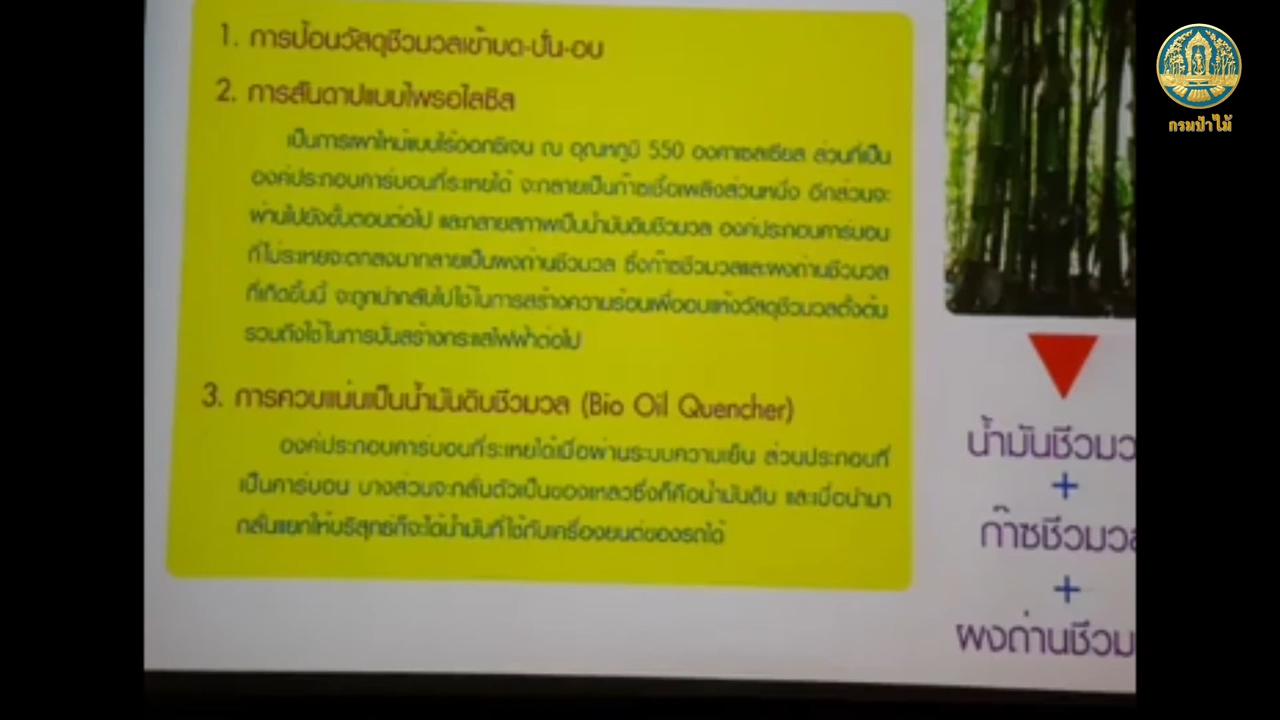 1. การป้อนวัสดุชีวมวลเข้าบด-ปั่น-อบ
2. การสันดาปแบบไพรอไลซิส
เป็นการเผาไหม้แบบไร้ออกซิเจน ณ อุณหภูมิ 550 องศาเซลเซียส ส่วนที่เป็น
องค์ประกอบคาร์บอนที่ระเหยได้ จะกลายเป็นก๊าซเชื้อเพลิงส่วนหนึ่ง อีกส่วนจะ
ผ่านไปยังขั้นตอนต่อไป และกลายสภาพเป็นน้ำมันดิบชีวมวล องค์ประกอบคาร์บอน
ที่ไม่ระเหยจะตกลงมากลายเป็นผงถ่านชีวมวล ซึ่งก๊าซชีวมวลและผงถ่านชีวมวล
ที่เกิดขึ้นนี้ จะถูกนำกลับไปใช้ในการสร้างความร้อนเพื่ออบแห้งวัสดุชีวมวลตั้งต้น
รวมถึงใช้ในการปั่นสร้างกระแสไฟฟ้าต่อไป
3. การควบแน่นเป็นน้ำมันดิบชีวมวล (Bio Oil Quencher)
องค์ประกอบคาร์บอนที่ระเหยได้เมื่อผ่านระบบความเย็น ส่วนประกอบที่
เป็นคาร์บอน บางส่วนจะกลั่นตัวเป็นของเหลวซึ่งก็คือน้ำมันดิบ และเมื่อนำมา
กลั่นแยกให้บริสุทธิ์ก็จะได้น้ำมันที่ใช้กับเครื่องยนต์ของรถได้
น้ำมันชีวมว
+
ก๊าซชีวมวล
+
ผงถ่านชีวม
กรมป่าไม้